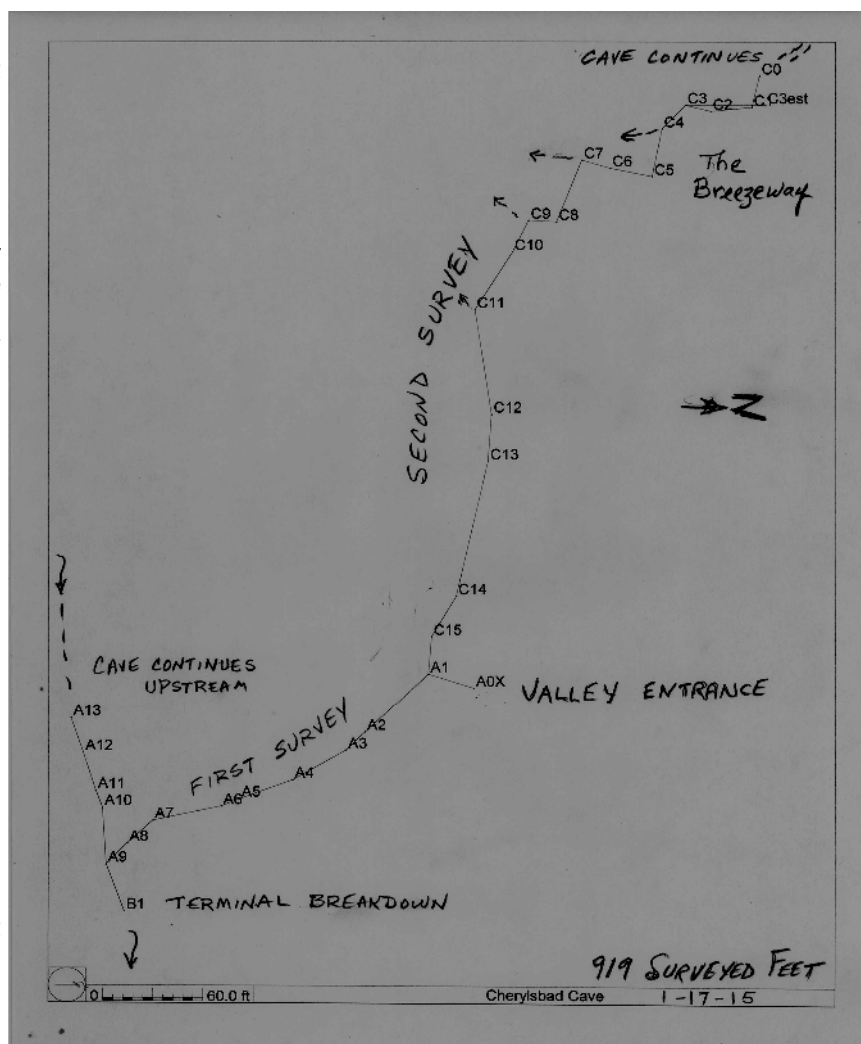 CAVE CONTINUES
C0
C3
C2
C1
C3est
C4
C7
C6
C5
The
Breezeway
C9
C8
C10
SECOND SURVEY
C11
C12
N
C13
C14
C15
CAVE CONTINUES
UPSTREAM
A1
A0X
VALLEY ENTRANCE
A13
A12
FIRST SURVEY
A2
A3
A4
A11
A10
A7
A6
A5
A8
A9
B1
TERMINAL BREAKDOWN
919 SURVEYED FEET
0
60.0 ft
Cherylsbad Cave
1-17-15